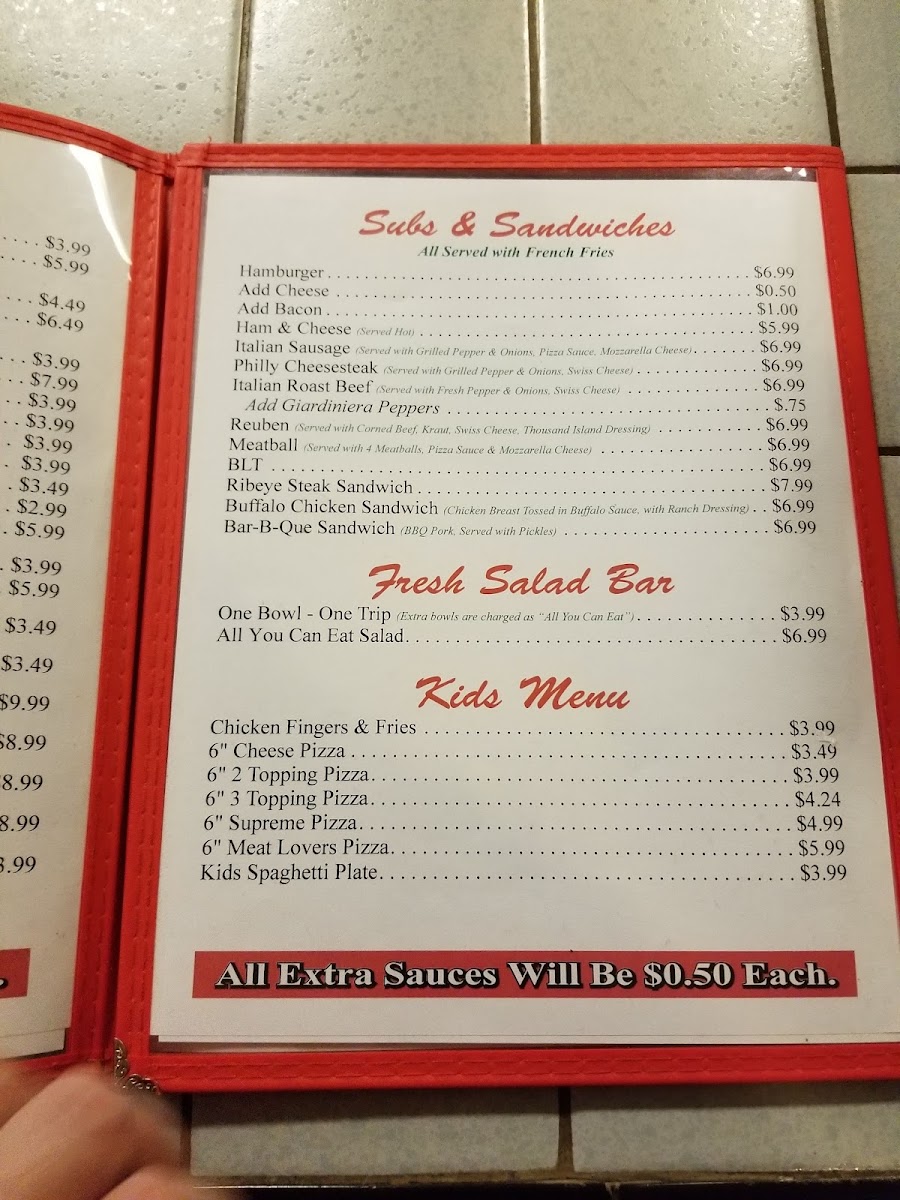 $3.99
$5.99
$4.49
$6.49
$3.99
$7.99
$3.99
$3.99
$3.99
$3.99
$3.49
$2.99
$5.99
$3.99
$5.99
$3.49
$3.49
$9.99
$8.99
8.99
8.99
.99
Subs & Sandwiches
All Served with French Fries
Hamburger $6.99
Add Cheese $0.50
Add Bacon $1.00
Ham & Cheese (Served Hot) $5.99
Italian Sausage (Served with Grilled Pepper & Onions, Pizza Sauce, Mozzarella Cheese) $6.99
Philly Cheesesteak (Served with Grilled Pepper & Onions, Swiss Cheese) $6.99
Italian Roast Beef (Served with Fresh Pepper & Onions, Swiss Cheese) $6.99
Add Giardiniera Peppers $.75
Reuben (Served with Corned Beef, Kraut, Swiss Cheese, Thousand Island Dressing) $6.99
Meatball (Served with 4 Meatballs, Pizza Sauce & Mozzarella Cheese) $6.99
BLT $6.99
Ribeye Steak Sandwich $7.99
Buffalo Chicken Sandwich (Chicken Breast Tossed in Buffalo Sauce, with Ranch Dressing) $6.99
Bar-B-Que Sandwich (BBQ Pork, Served with Pickles) $6.99
Fresh Salad Bar
One Bowl - One Trip (Extra bowls are charged as "All You Can Eat") $3.99
All You Can Eat Salad $6.99
Kids Menu
Chicken Fingers & Fries $3.99
6" Cheese Pizza $3.49
6" 2 Topping Pizza $3.99
6" 3 Topping Pizza $4.24
6" Supreme Pizza $4.99
6" Meat Lovers Pizza $5.99
Kids Spaghetti Plate $3.99
All Extra Sauces Will Be $0.50 Each.